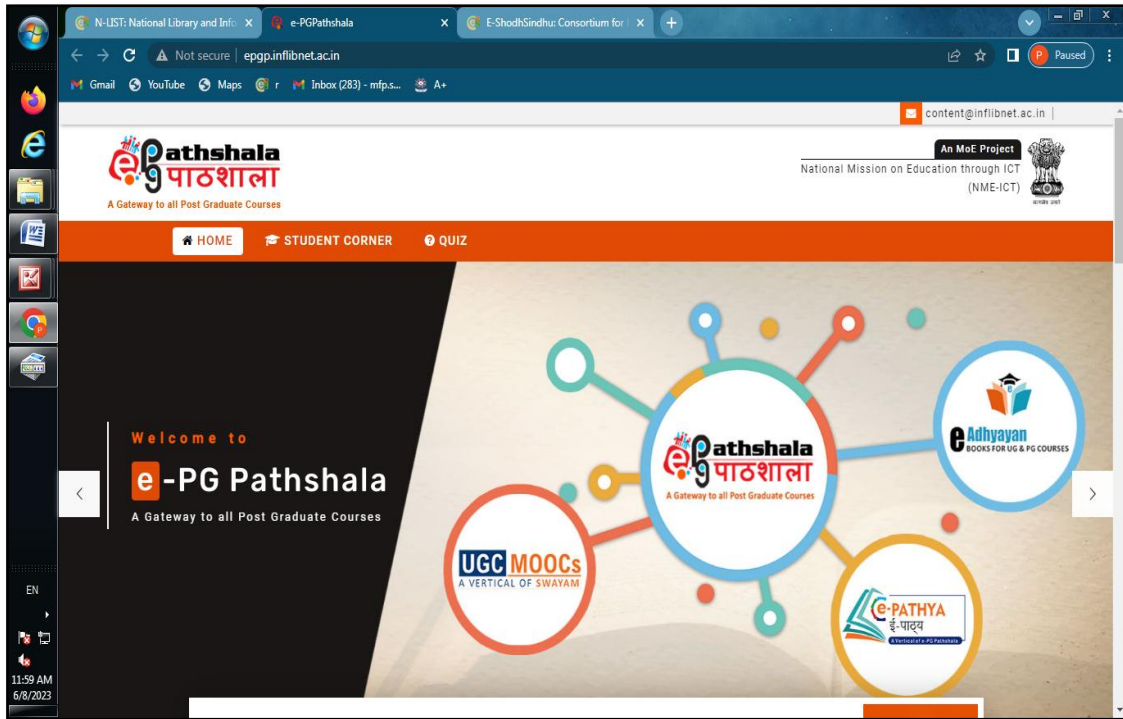 N-LIST: National Library and Info
e-PGPathshala
E-ShodhSindhu: Consortium for
Not secure | epgp.inflibnet.ac.in
Paused
Gmail YouTube Maps r Inbox (283) - mfp.s... A+
content@inflibnet.ac.in
ePG Pathshala
पाठशाला
A Gateway to all Post Graduate Courses
An MoE Project
National Mission on Education through ICT
(NME-ICT)
HOME STUDENT CORNER QUIZ
Welcome to
e-PG Pathshala
A Gateway to all Post Graduate Courses
ePG Pathshala
पाठशाला
A Gateway to all Post Graduate Courses
e Adhyayan
BOOKS FOR UG & PG COURSES
UGC MOOCs
A VERTICAL OF SWAYAM
e-PATHYA
ई-पाठ्य
A Vertical of e-PG Pathshala
EN
11:59 AM
6/8/2023